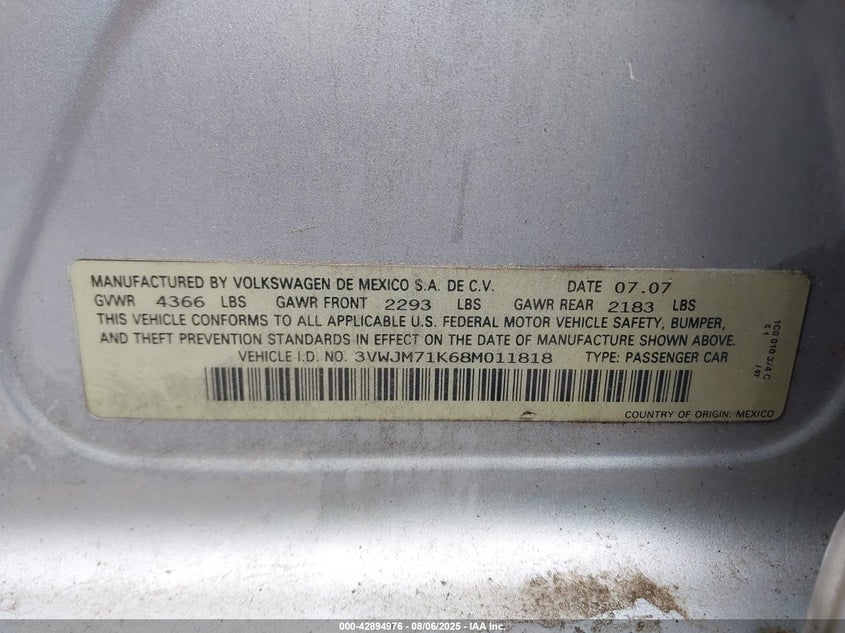 MANUFACTURED BY VOLKSWAGEN DE MEXICO S.A. DE C.V. DATE 07.07
GVWR 4366 LBS GAWR FRONT 2293 LBS GAWR REAR 2183 LBS
THIS VEHICLE CONFORMS TO ALL APPLICABLE U.S. FEDERAL MOTOR VEHICLE SAFETY, BUMPER,
AND THEFT PREVENTION STANDARDS IN EFFECT ON THE DATE OF MANUFACTURE SHOWN ABOVE.
VEHICLE I.D. NO. 3VWJM71K68M011818 TYPE: PASSENGER CAR
COUNTRY OF ORIGIN: MEXICO
1C0 010 374 C
000-42894976 - 08/06/2025 - IAA Inc.